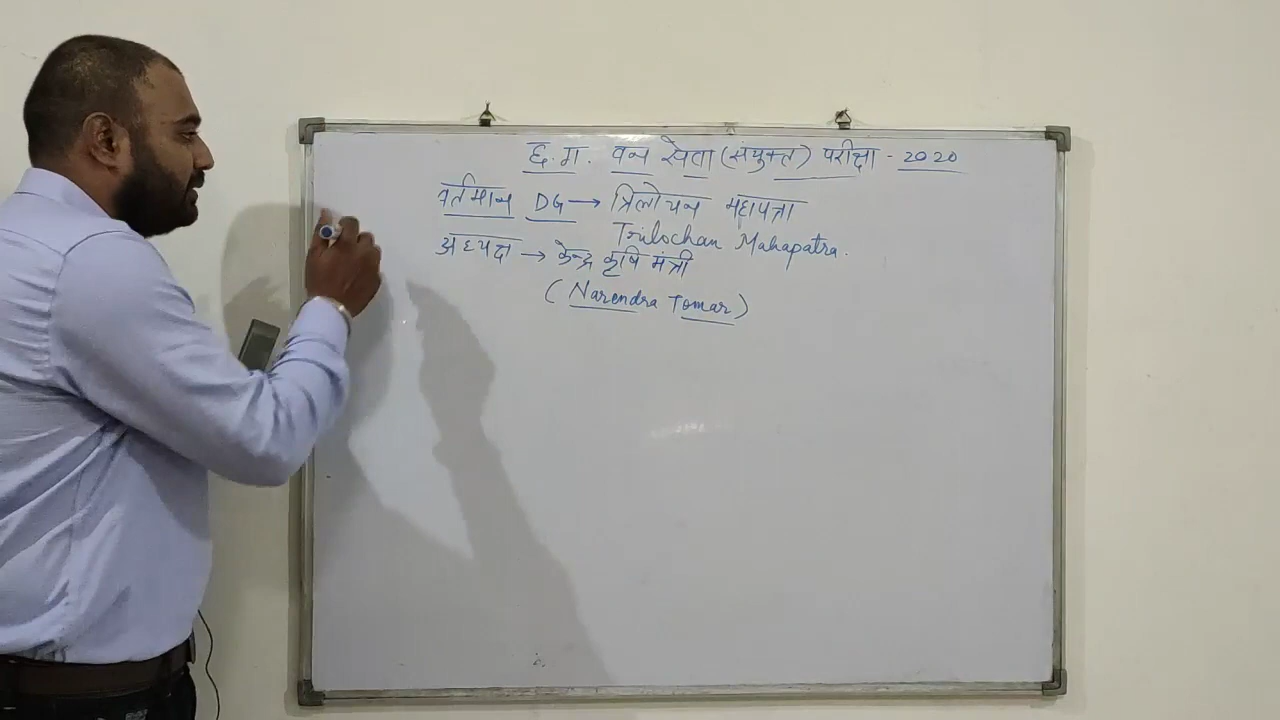 छ.ग. वन सेवा (संयुक्त) परीक्षा - 2020
वर्तमान DG → त्रिलोचन महापात्रा
Trilochan Mahapatra.
अध्यक्ष → केन्द्र कृषि मंत्री
(Narendra Tomar)